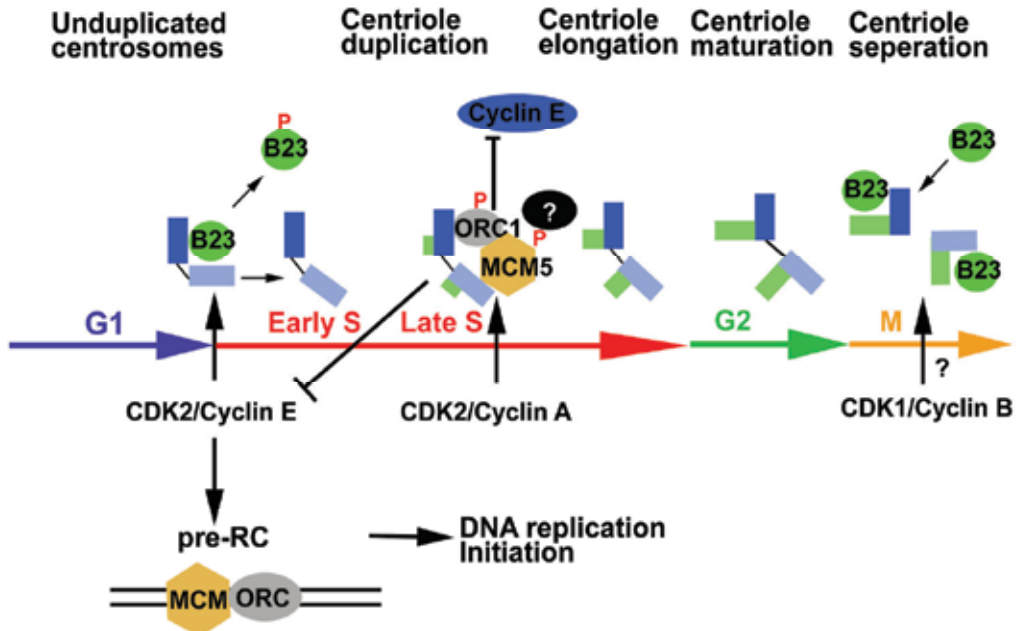 Unduplicated
centrosomes
Centriole
duplication
Centriole
elongation
Centriole
maturation
Centriole
seperation
P
B23
B23
Cyclin E
P
ORC1
?
P
MCM5
B23
B23
B23
G1
Early S
Late S
G2
M
?
CDK2/Cyclin E
CDK2/Cyclin A
CDK1/Cyclin B
pre-RC
DNA replication
Initiation
MCM
ORC